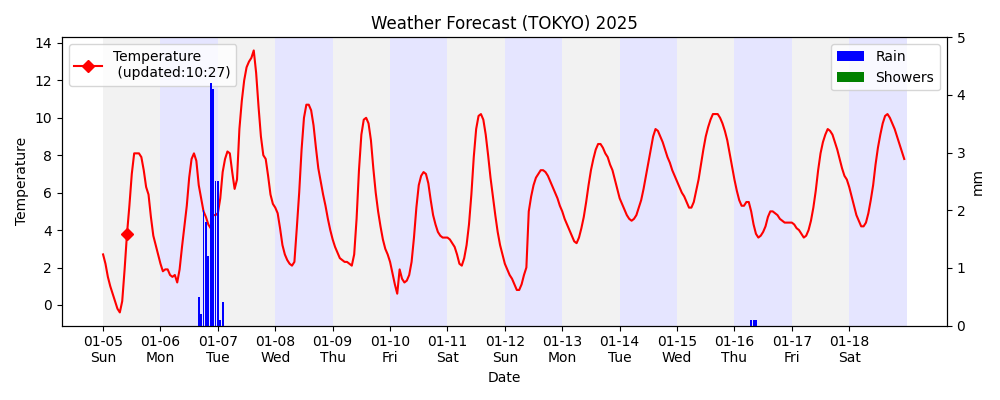 Weather Forecast (TOKYO) 2025
Temperature
(updated:10:27)
Rain
Showers
Temperature
14
12
10
8
6
4
2
0
5
4
3
2
1
0
mm
01-05 01-06 01-07 01-08 01-09 01-10 01-11 01-12 01-13 01-14 01-15 01-16 01-17 01-18
Sun Mon Tue Wed Thu Fri Sat Sun Mon Tue Wed Thu Fri Sat
Date